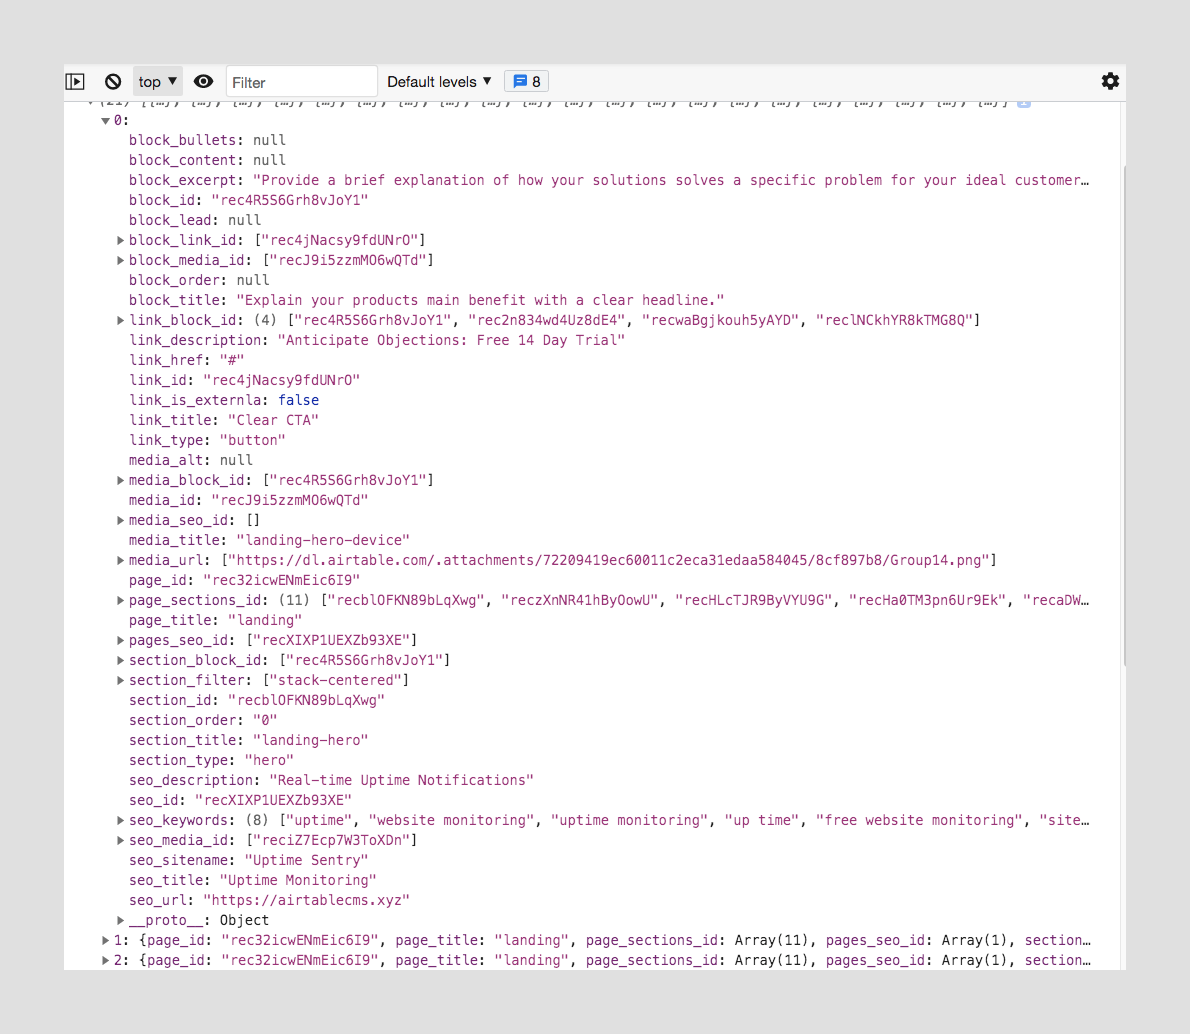 top ▼ Filter Default levels ▼ 8
(21) [{…}, {…}, {…}, {…}, {…}, {…}, {…}, {…}, {…}, {…}, {…}, {…}, {…}, {…}, {…}, {…}, {…}, {…}, {…}, {…}, {…}] i
▼0:
block_bullets: null
block_content: null
block_excerpt: "Provide a brief explanation of how your solutions solves a specific problem for your ideal customer…
block_id: "rec4R5S6Grh8vJoY1"
block_lead: null
▶block_link_id: ["rec4jNacsy9fdUNrO"]
▶block_media_id: ["recJ9i5zzmMO6wQTd"]
block_order: null
block_title: "Explain your products main benefit with a clear headline."
▶link_block_id: (4) ["rec4R5S6Grh8vJoY1", "rec2n834wd4Uz8dE4", "recwaBgjkouh5yAYD", "reclNCkhYR8kTMG8Q"]
link_description: "Anticipate Objections: Free 14 Day Trial"
link_href: "#"
link_id: "rec4jNacsy9fdUNrO"
link_is_externla: false
link_title: "Clear CTA"
link_type: "button"
media_alt: null
▶media_block_id: ["rec4R5S6Grh8vJoY1"]
media_id: "recJ9i5zzmMO6wQTd"
▶media_seo_id: []
media_title: "landing-hero-device"
▶media_url: ["https://dl.airtable.com/.attachments/72209419ec60011c2eca31edaa584045/8cf897b8/Group14.png"]
page_id: "rec32icwENmEic6I9"
▶page_sections_id: (11) ["recblOFKN89bLqXwg", "reczXnNR41hByOowU", "recHLcTJR9ByVYU9G", "recHa0TM3pn6Ur9Ek", "recaDW…
page_title: "landing"
▶pages_seo_id: ["recXIXP1UEXZb93XE"]
▶section_block_id: ["rec4R5S6Grh8vJoY1"]
▶section_filter: ["stack-centered"]
section_id: "recblOFKN89bLqXwg"
section_order: "0"
section_title: "landing-hero"
section_type: "hero"
seo_description: "Real-time Uptime Notifications"
seo_id: "recXIXP1UEXZb93XE"
▶seo_keywords: (8) ["uptime", "website monitoring", "uptime monitoring", "up time", "free website monitoring", "site…
▶seo_media_id: ["reciZ7Ecp7W3ToXDn"]
seo_sitename: "Uptime Sentry"
seo_title: "Uptime Monitoring"
seo_url: "https://airtablecms.xyz"
▶__proto__: Object
▶1: {page_id: "rec32icwENmEic6I9", page_title: "landing", page_sections_id: Array(11), pages_seo_id: Array(1), section…
▶2: {page_id: "rec32icwENmEic6I9", page_title: "landing", page_sections_id: Array(11), pages_seo_id: Array(1), section…